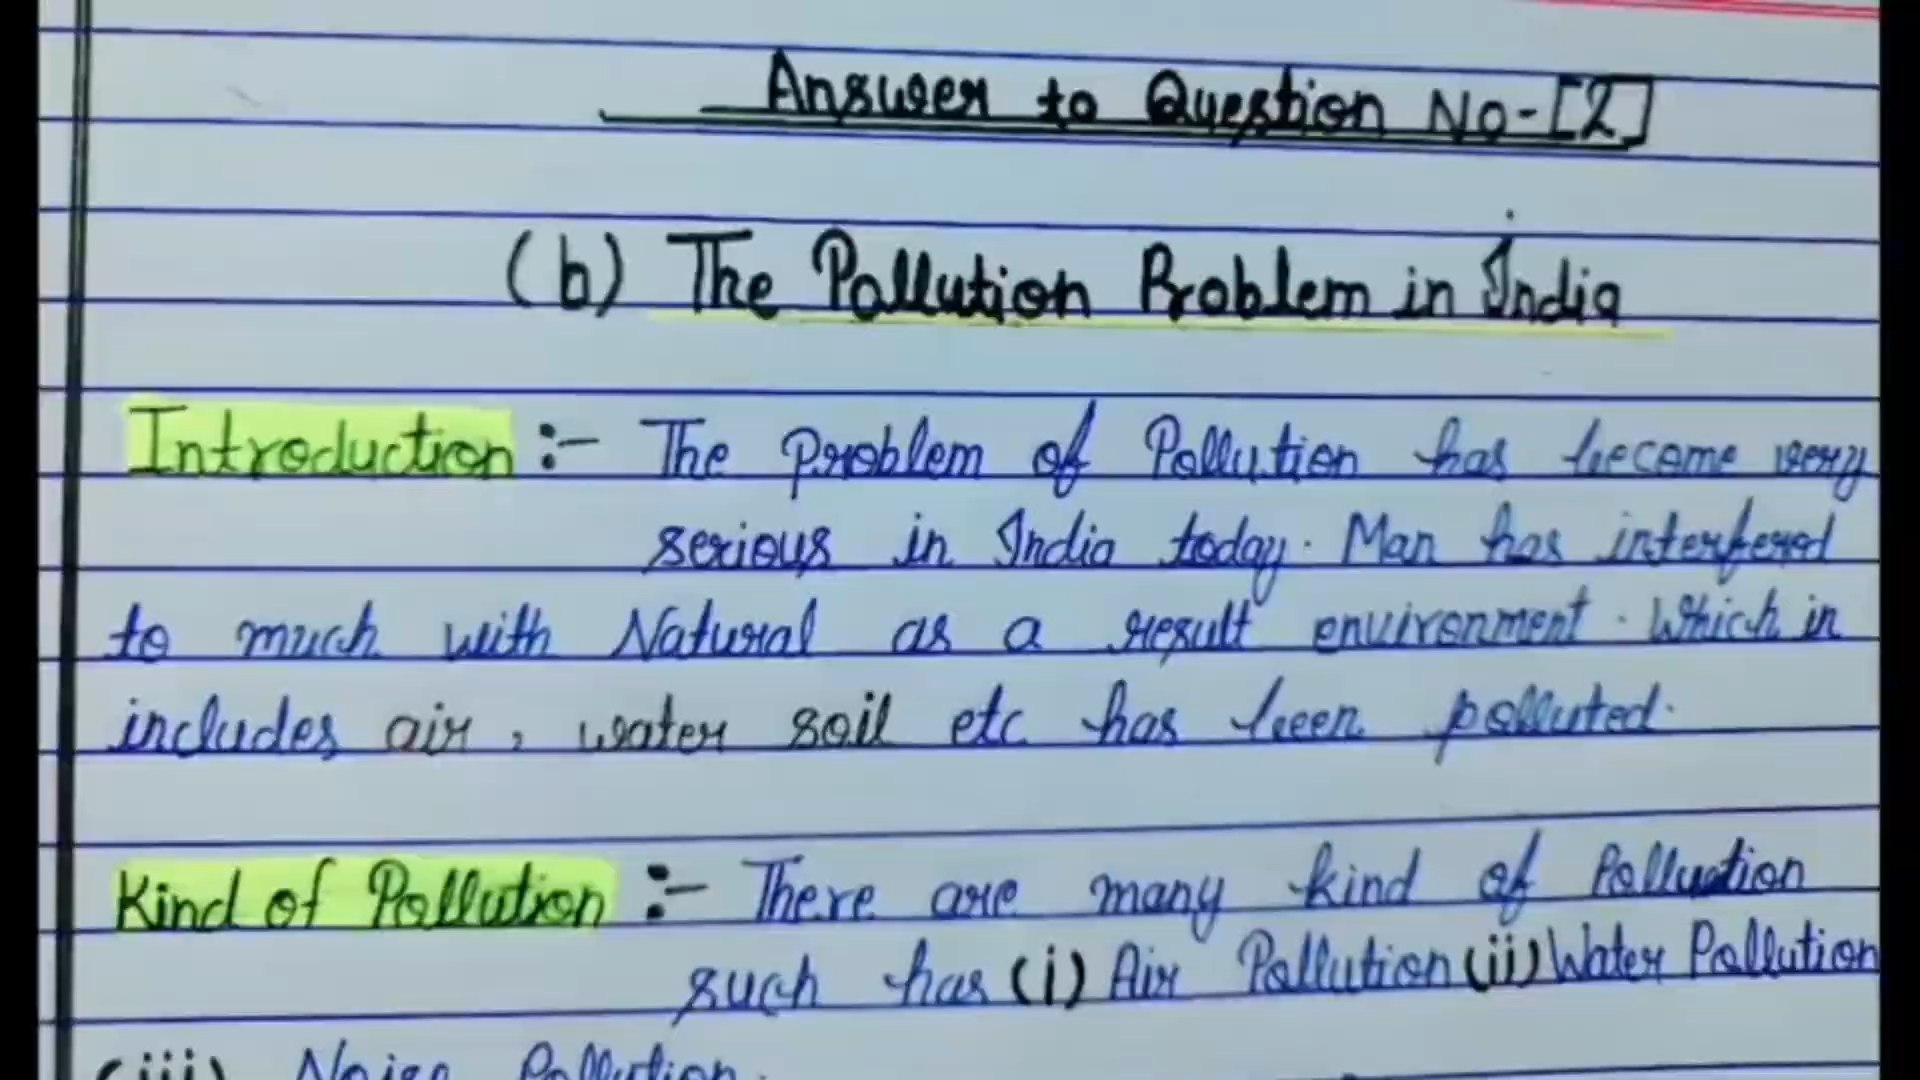 Answer to Question No-[2]
(b) The Pollution Problem in India
Introduction :- The problem of Pollution has become very
serious in India today. Man has interfered
to much with Natural as a result environment. Which in
includes air, water soil etc has been polluted.
Kind of Pollution :- There are many kind of Polluction
such has (i) Air Pollution (ii) Water Pollution
(iii) Noise Pollution.